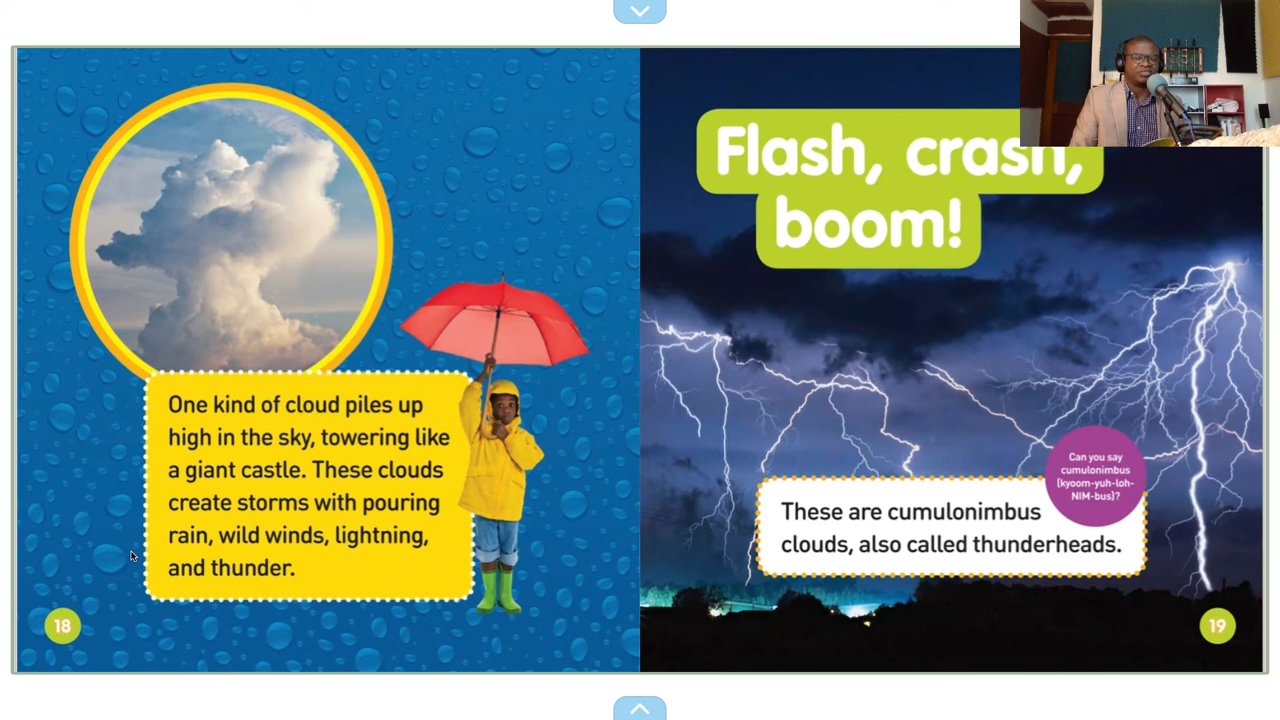 One kind of cloud piles up
high in the sky, towering like
a giant castle. These clouds
create storms with pouring
rain, wild winds, lightning,
and thunder.
18
Flash, crash,
boom!
Can you say
cumulonimbus
(kyoom-yuh-loh-
NIM-bus)?
These are cumulonimbus
clouds, also called thunderheads.
19